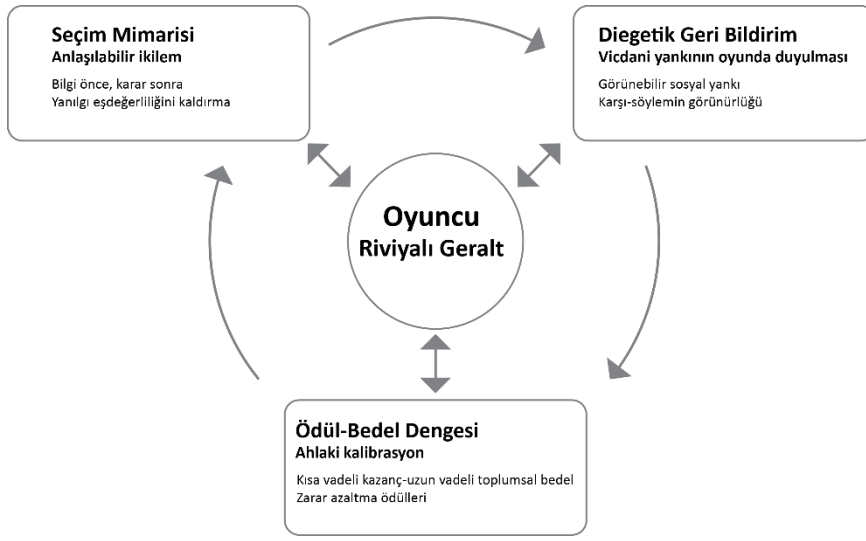 Seçim Mimarisi
Anlaşılabilir ikilem
Bilgi önce, karar sonra
Yanılgı eşdeğerliliğini kaldırma
Diegetik Geri Bildirim
Vicdani yankının oyunda duyulması
Görünebilir sosyal yankı
Karşı-söylemin görünürlüğü
Oyuncu
Riviyalı Geralt
Ödül-Bedel Dengesi
Ahlaki kalibrasyon
Kısa vadeli kazanç-uzun vadeli toplumsal bedel
Zarar azaltma ödülleri